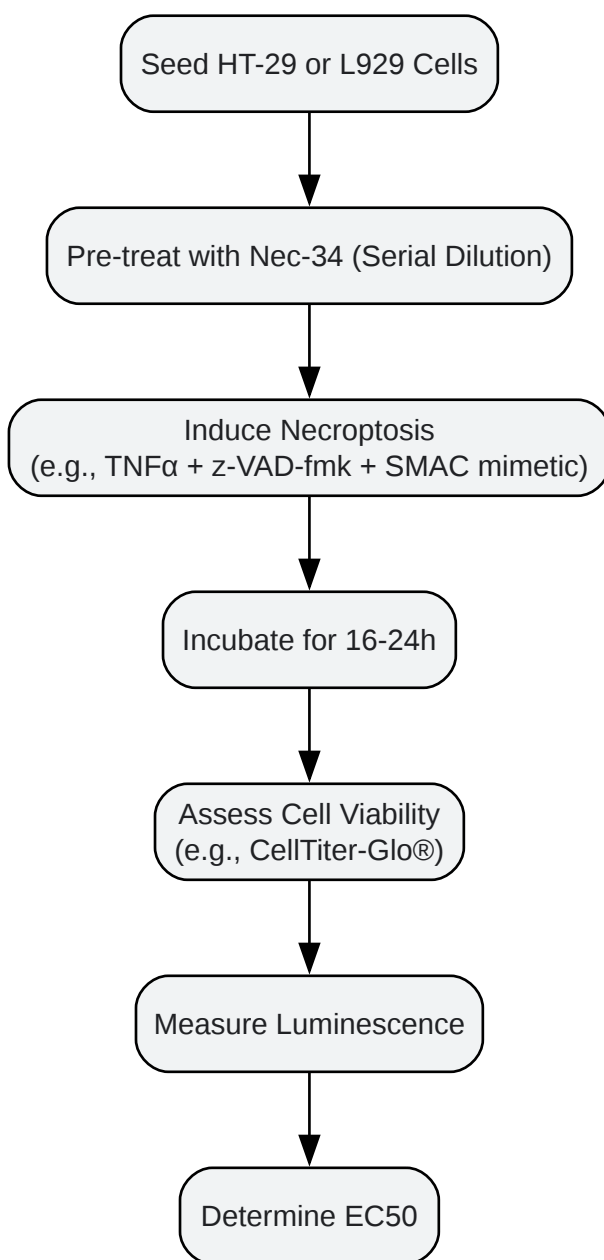 Seed HT-29 or L929 Cells
Pre-treat with Nec-34 (Serial Dilution)
Induce Necroptosis
(e.g., TNFα + z-VAD-fmk + SMAC mimetic)
Incubate for 16-24h
Assess Cell Viability
(e.g., CellTiter-Glo®)
Measure Luminescence
Determine EC50